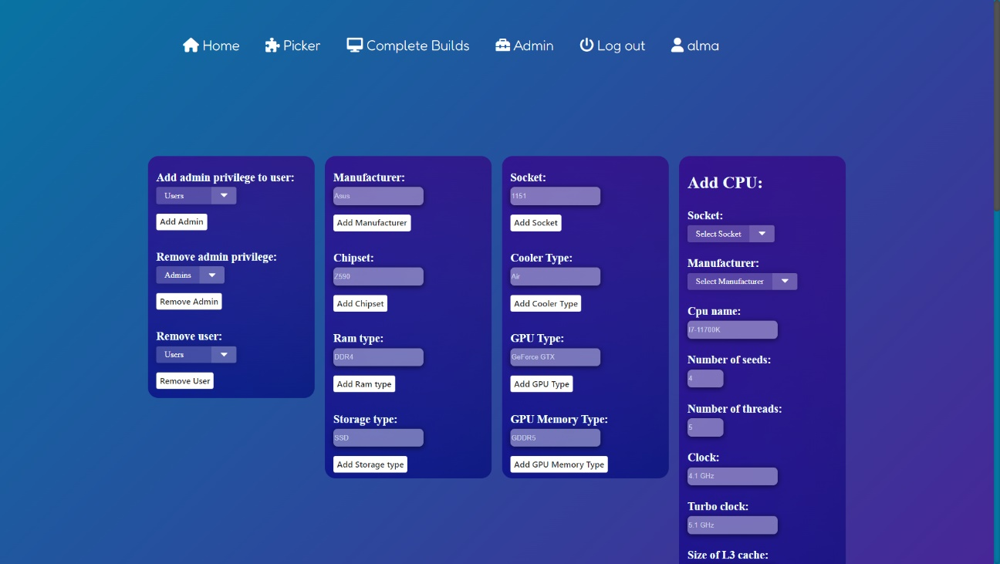 Home Picker Complete Builds Admin Log out alma
Add admin privilege to user:
Users
Add Admin
Remove admin privilege:
Admins
Remove Admin
Remove user:
Users
Remove User
Manufacturer:
Asus
Add Manufacturer
Chipset:
Z590
Add Chipset
Ram type:
DDR4
Add Ram type
Storage type:
SSD
Add Storage type
Socket:
1151
Add Socket
Cooler Type:
Air
Add Cooler Type
GPU Type:
GeForce GTX
Add GPU Type
GPU Memory Type:
GDDR5
Add GPU Memory Type
Add CPU:
Socket:
Select Socket
Manufacturer:
Select Manufacturer
Cpu name:
I7-11700K
Number of seeds:
4
Number of threads:
5
Clock:
4.1 GHz
Turbo clock:
5.1 GHz
Size of L3 cache: